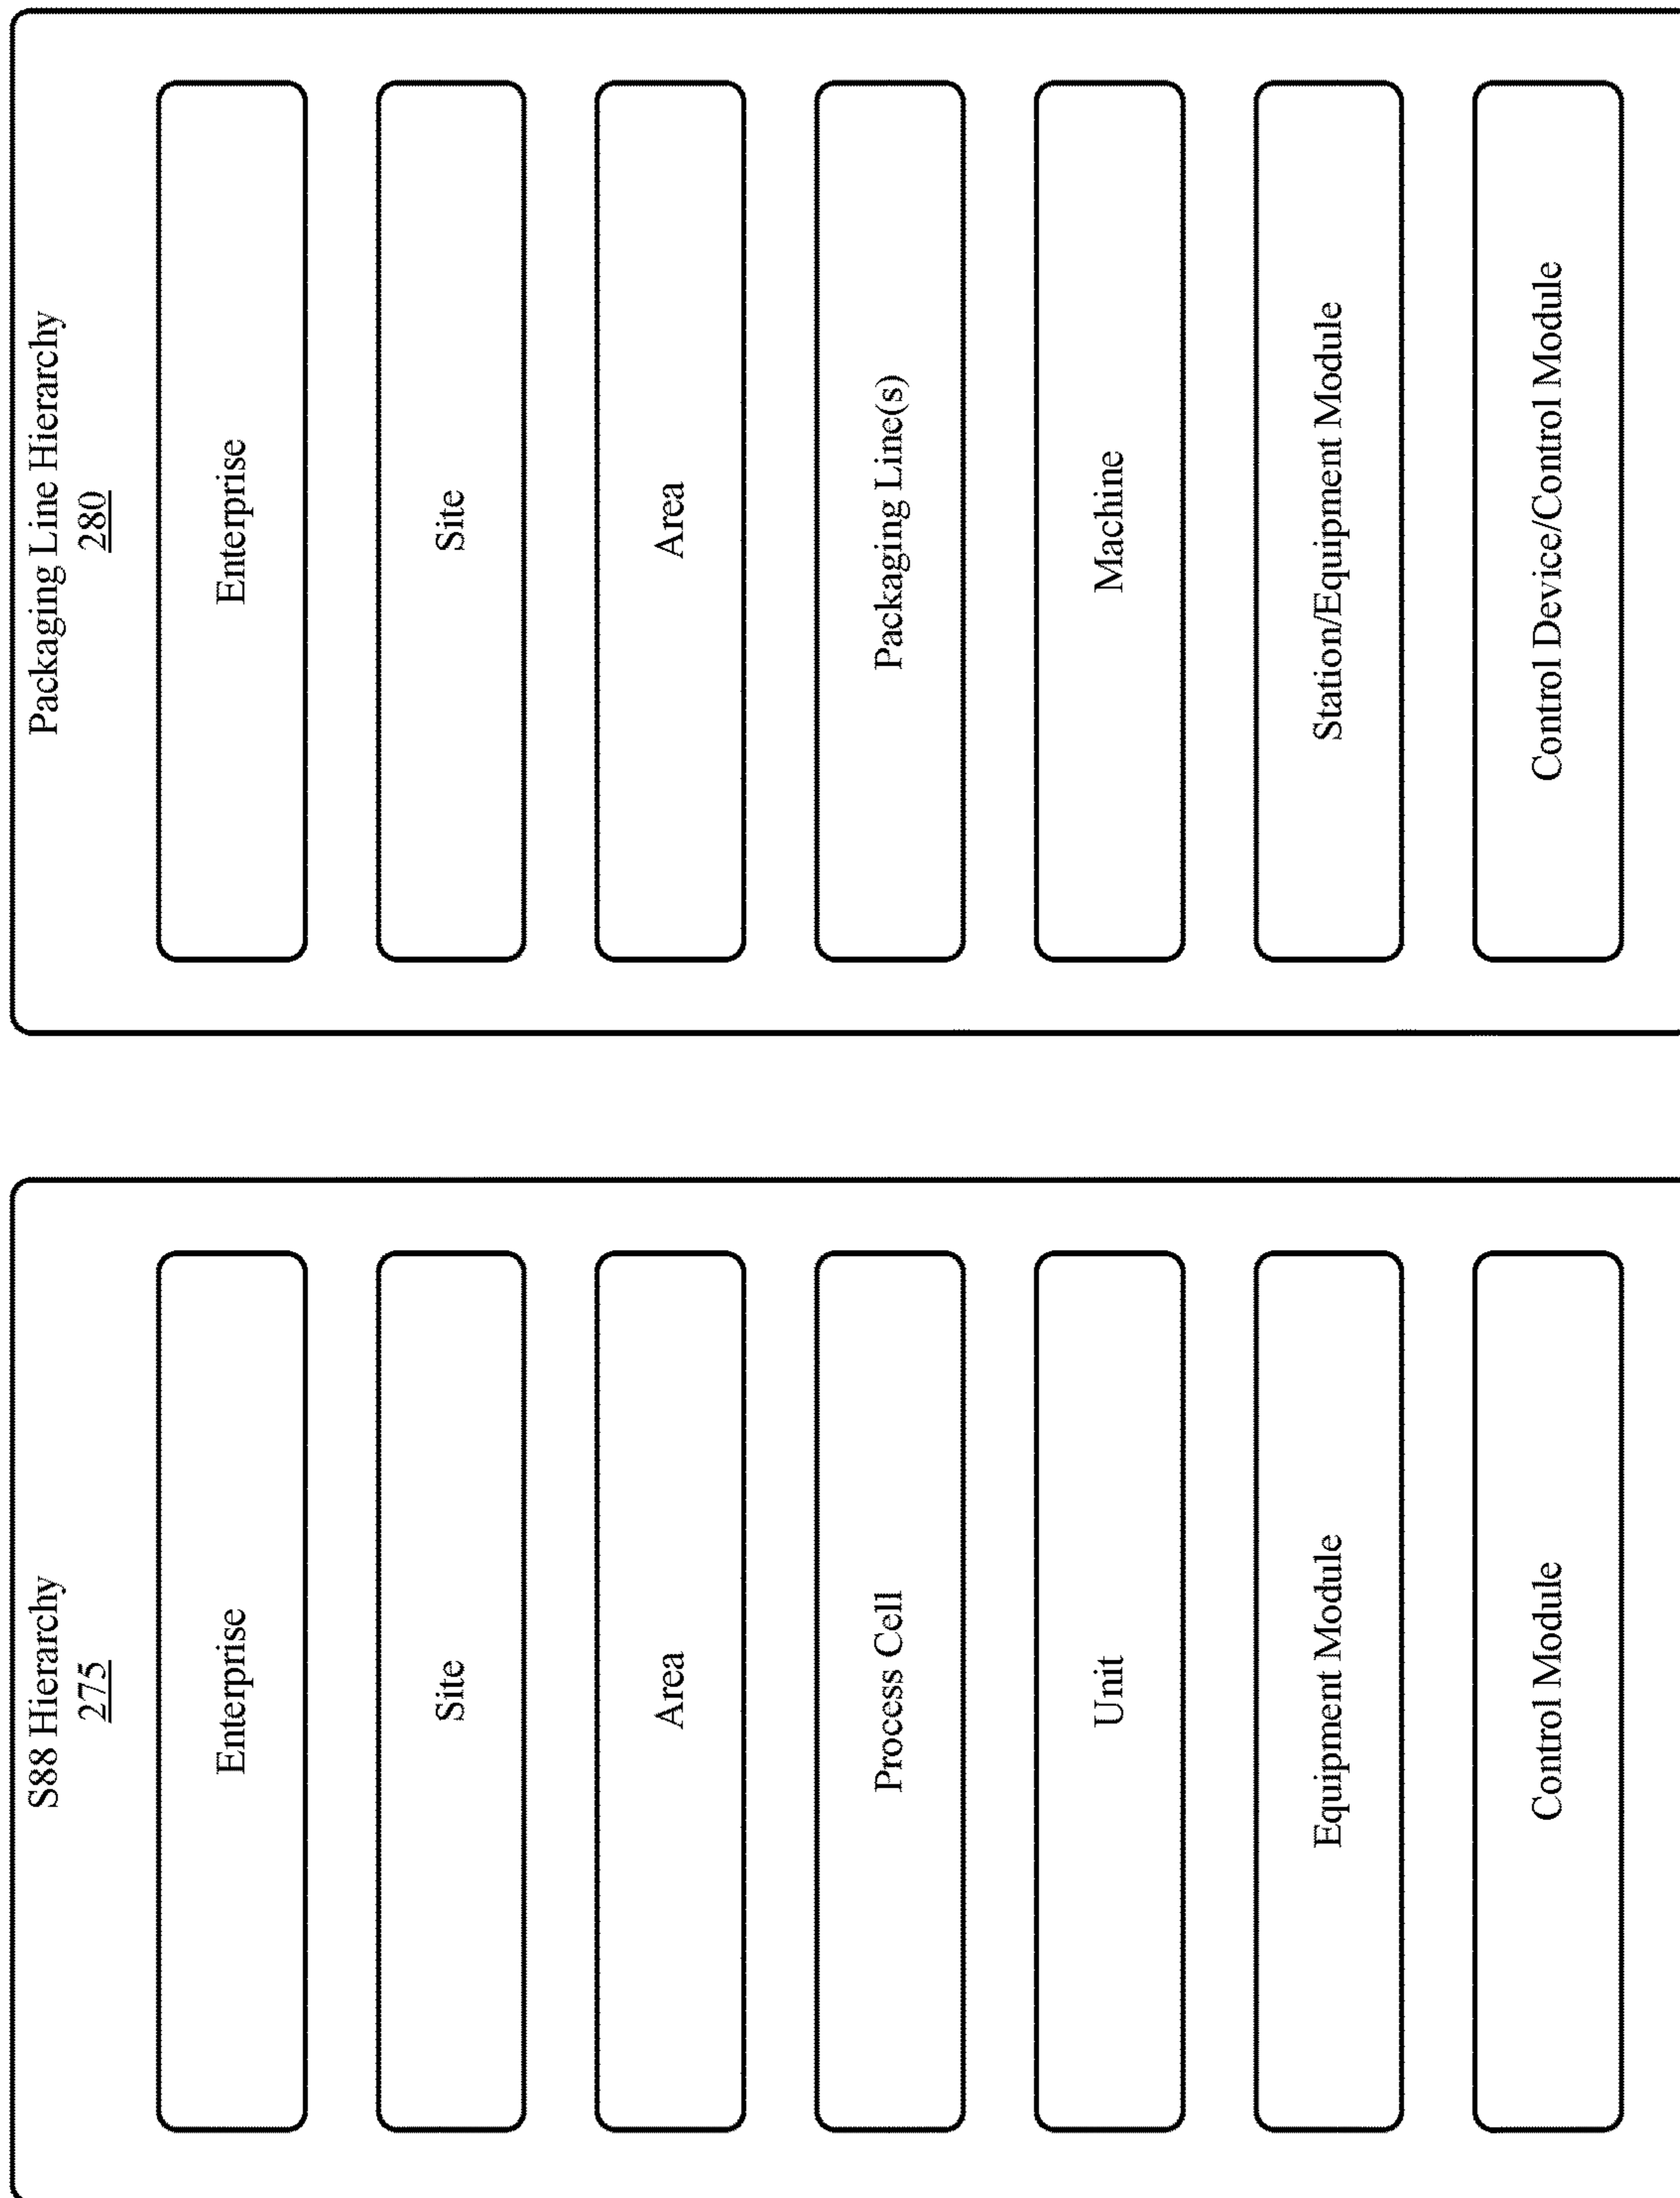 S88 Hierarchy
275
Enterprise
Site
Area
Process Cell
Unit
Equipment Module
Control Module
Packaging Line Hierarchy
280
Enterprise
Site
Area
Packaging Line(s)
Machine
Station/Equipment Module
Control Device/Control Module